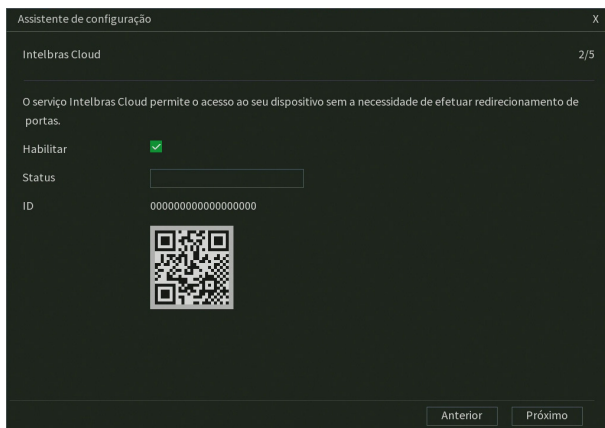 Assistente de configuração X
Intelbras Cloud 2/5
O serviço Intelbras Cloud permite o acesso ao seu dispositivo sem a necessidade de efetuar redirecionamento de
portas.
Habilitar
Status
ID 000000000000000000
Anterior Próximo